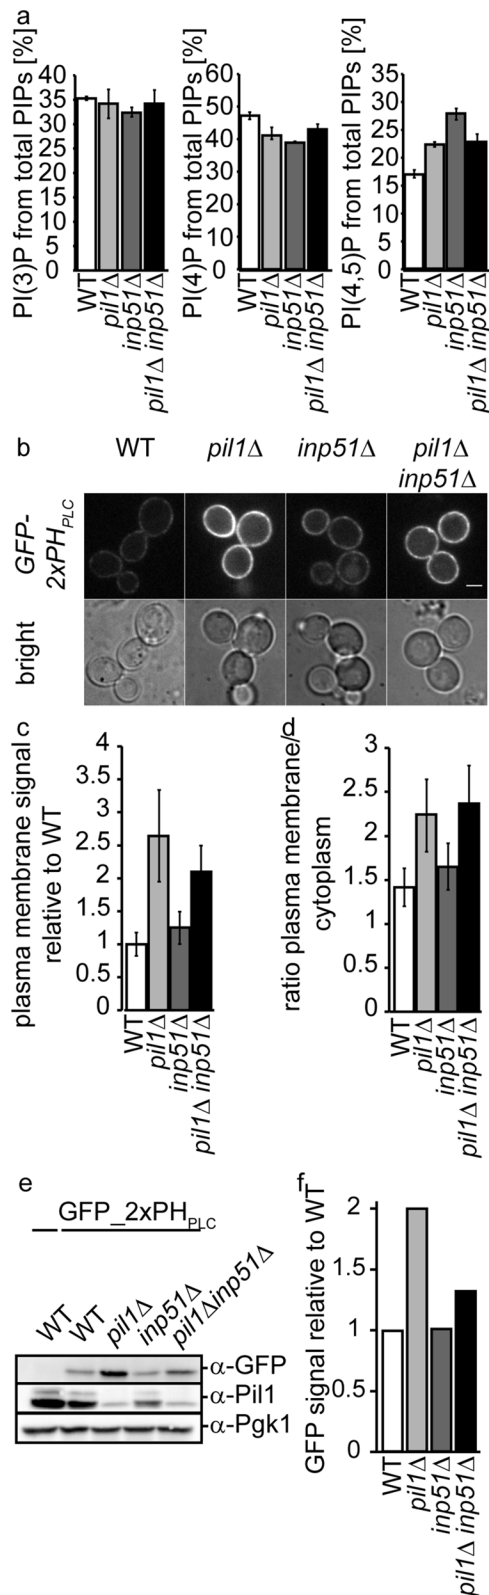 a
PI(3)P from total PIPs [%]
40
35
30
25
20
15
10
5
0
WT
pil1Δ
inp51Δ
pil1Δ inp51Δ
PI(4)P from total PIPs [%]
60
50
40
30
20
10
0
WT
pil1Δ
inp51Δ
pil1Δ inp51Δ
PI(4,5)P from total PIPs [%]
35
30
25
20
15
10
5
0
WT
pil1Δ
inp51Δ
pil1Δ inp51Δ
b
WT
pil1Δ
inp51Δ
pil1Δ
inp51Δ
GFP-
2xPHPLC
bright
c
plasma membrane signal
relative to WT
4
3.5
3
2.5
2
1.5
1
0.5
0
WT
pil1Δ
inp51Δ
pil1Δ inp51Δ
d
ratio plasma membrane/
cytoplasm
3
2.5
2
1.5
1
0.5
0
WT
pil1Δ
inp51Δ
pil1Δ inp51Δ
e
GFP_2xPHPLC
WT
WT
pil1Δ
inp51Δ
pil1Δinp51Δ
α-GFP
α-Pil1
α-Pgk1
f
GFP signal relative to WT
2
1.5
1
0.5
0
WT
pil1Δ
inp51Δ
pil1Δ inp51Δ